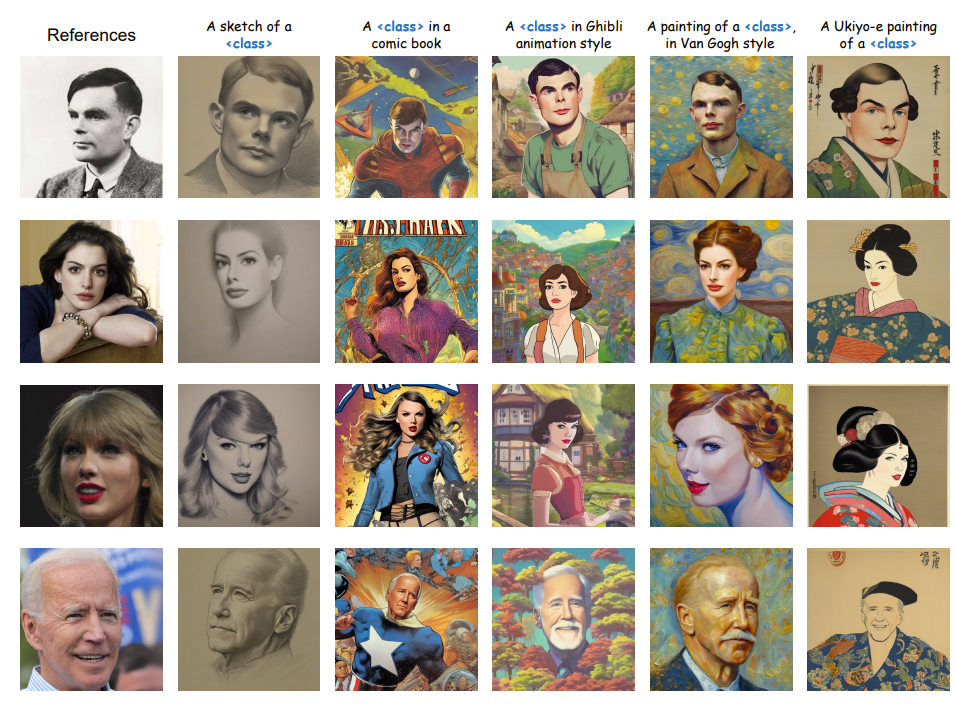 References
A sketch of a
<class>
A <class> in a
comic book
A <class> in Ghibli
animation style
A painting of a <class>,
in Van Gogh style
A Ukiyo-e painting
of a <class>